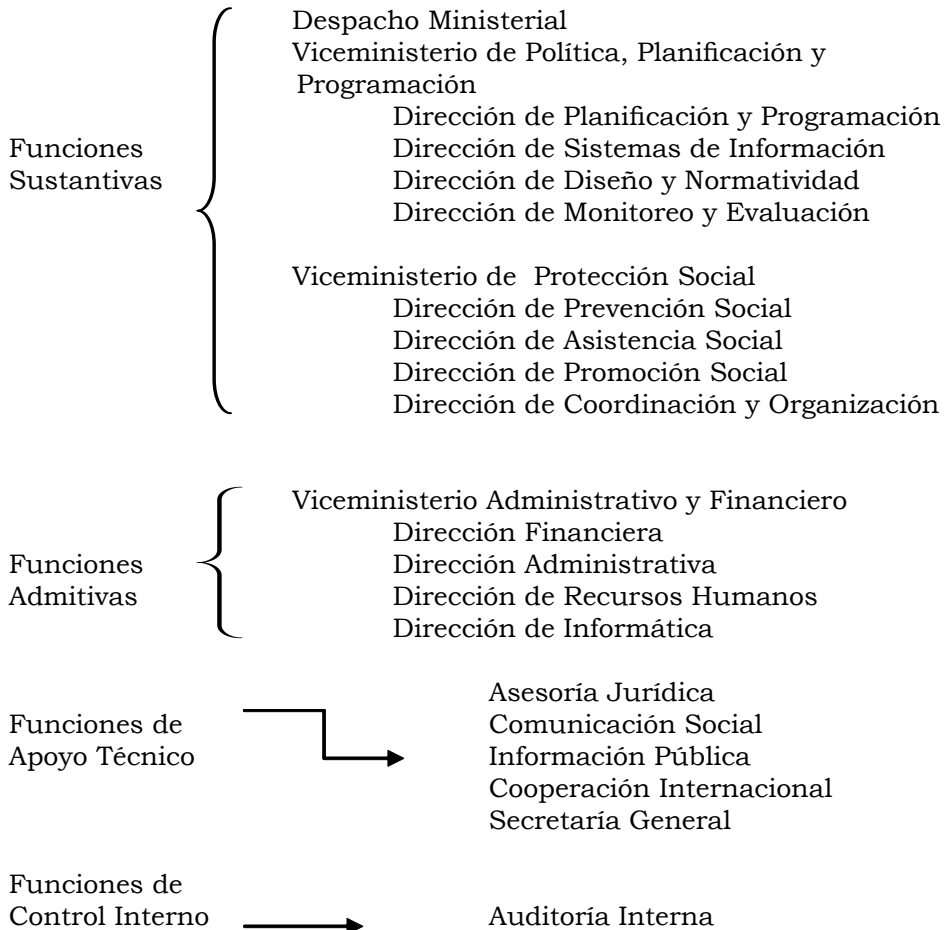 Despacho Ministerial
Viceministerio de Política, Planificación y
Programación
Dirección de Planificación y Programación
Funciones
Sustantivas
Dirección de Sistemas de Información
Dirección de Diseño y Normatividad
Dirección de Monitoreo y Evaluación
Viceministerio de Protección Social
Dirección de Prevención Social
Dirección de Asistencia Social
Dirección de Promoción Social
Dirección de Coordinación y Organización
Viceministerio Administrativo y Financiero
Dirección Financiera
Funciones
Admitivas
Dirección Administrativa
Dirección de Recursos Humanos
Dirección de Informática
Funciones de
Apoyo Técnico
Asesoría Jurídica
Comunicación Social
Información Pública
Cooperación Internacional
Secretaría General
Funciones de
Control Interno
Auditoría Interna